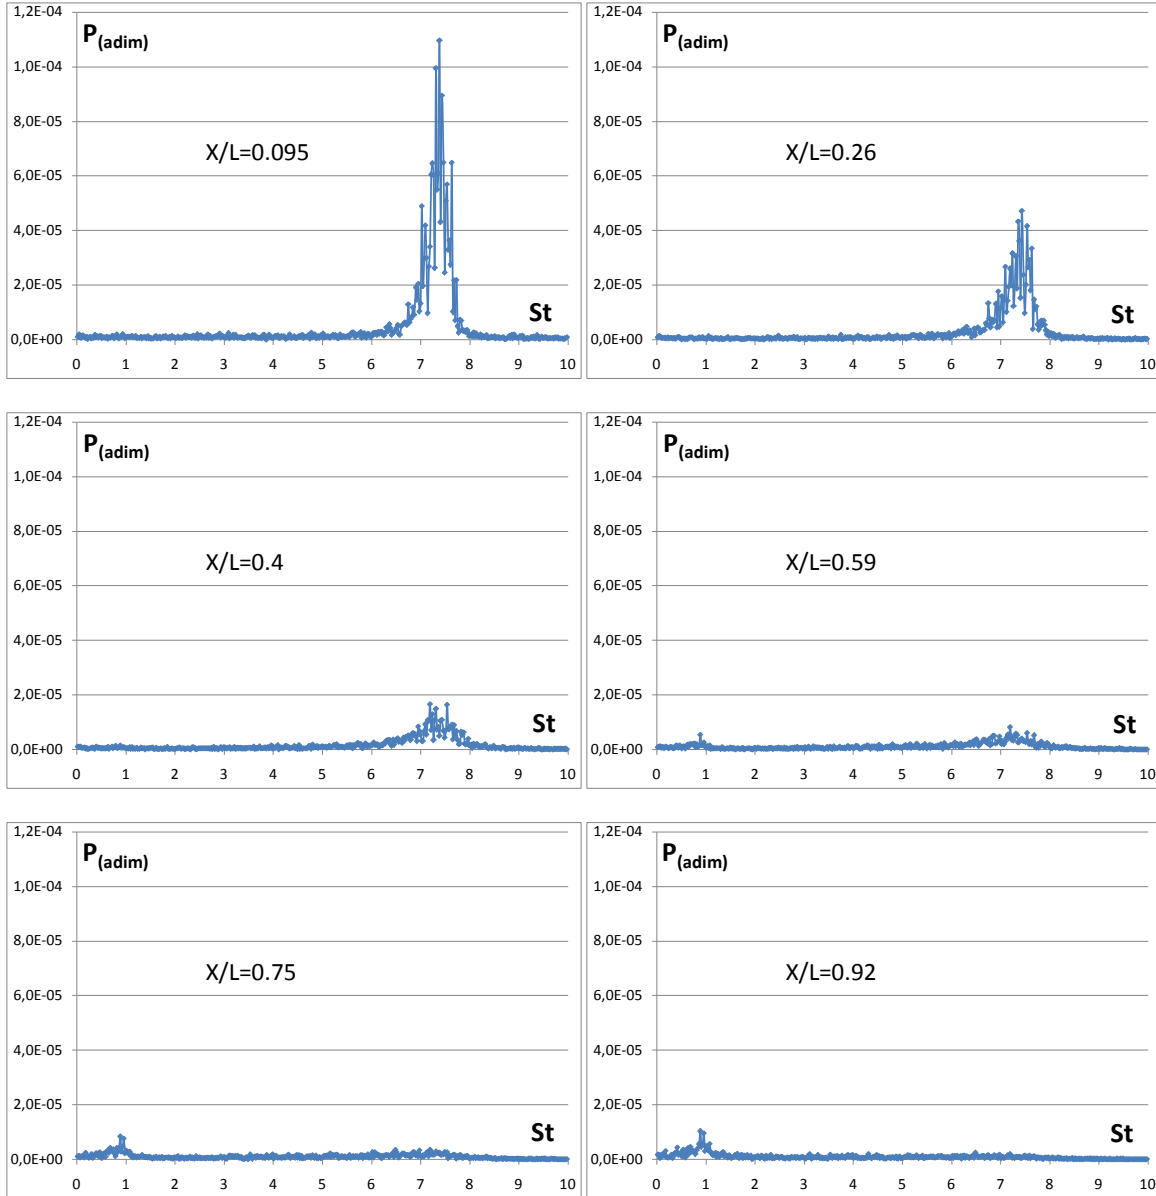 1,2E-04
P(adim)
1,0E-04
8,0E-05
X/L=0.095
6,0E-05
4,0E-05
2,0E-05
St
0,0E+00
0 1 2 3 4 5 6 7 8 9 10
1,2E-04
P(adim)
1,0E-04
8,0E-05
X/L=0.26
6,0E-05
4,0E-05
2,0E-05
St
0,0E+00
0 1 2 3 4 5 6 7 8 9 10
1,2E-04
P(adim)
1,0E-04
8,0E-05
X/L=0.4
6,0E-05
4,0E-05
2,0E-05
St
0,0E+00
0 1 2 3 4 5 6 7 8 9 10
1,2E-04
P(adim)
1,0E-04
8,0E-05
X/L=0.59
6,0E-05
4,0E-05
2,0E-05
St
0,0E+00
0 1 2 3 4 5 6 7 8 9 10
1,2E-04
P(adim)
1,0E-04
8,0E-05
X/L=0.75
6,0E-05
4,0E-05
2,0E-05
St
0,0E+00
0 1 2 3 4 5 6 7 8 9 10
1,2E-04
P(adim)
1,0E-04
8,0E-05
X/L=0.92
6,0E-05
4,0E-05
2,0E-05
St
0,0E+00
0 1 2 3 4 5 6 7 8 9 10